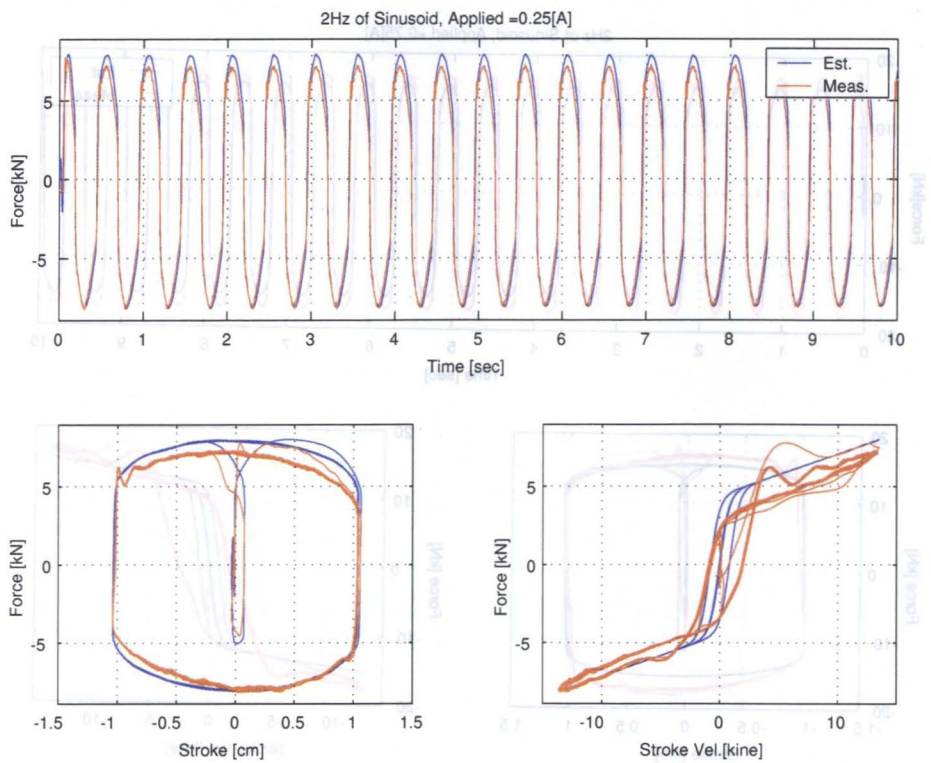 2Hz of Sinusoid, Applied =0.25[A]
Est.
Meas.
5
0
-5
Force[kN]
0 1 2 3 4 5 6 7 8 9 10
Time [sec]
5
0
-5
Force [kN]
-1.5 -1 -0.5 0 0.5 1 1.5
Stroke [cm]
5
0
-5
Force [kN]
-10 0 10
Stroke Vel.[kine]